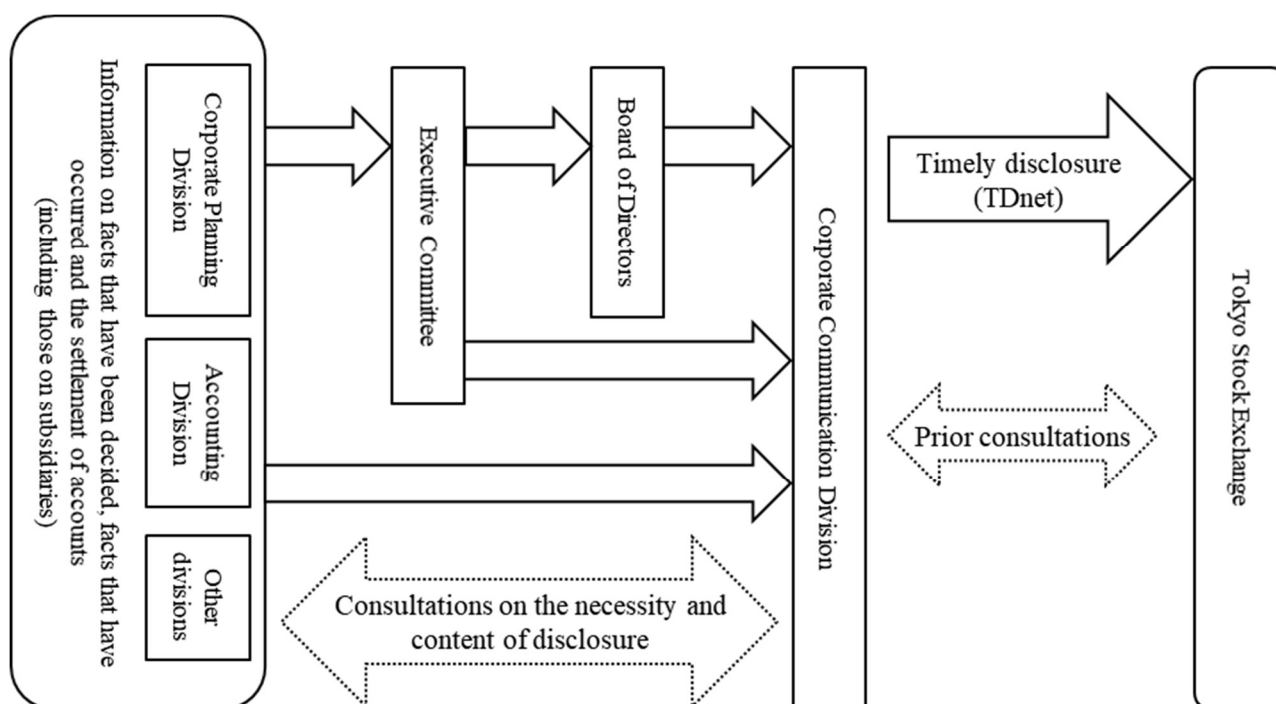 Information on facts that have been decided, facts that have
occurred and the settlement of accounts
(including those on subsidiaries)
Corporate Planning
Division
Accounting
Division
Other
divisions
Executive Committee
Board of Directors
Corporate Communication Division
Timely disclosure
(TDnet)
Prior consultations
Consultations on the necessity and
content of disclosure
Tokyo Stock Exchange